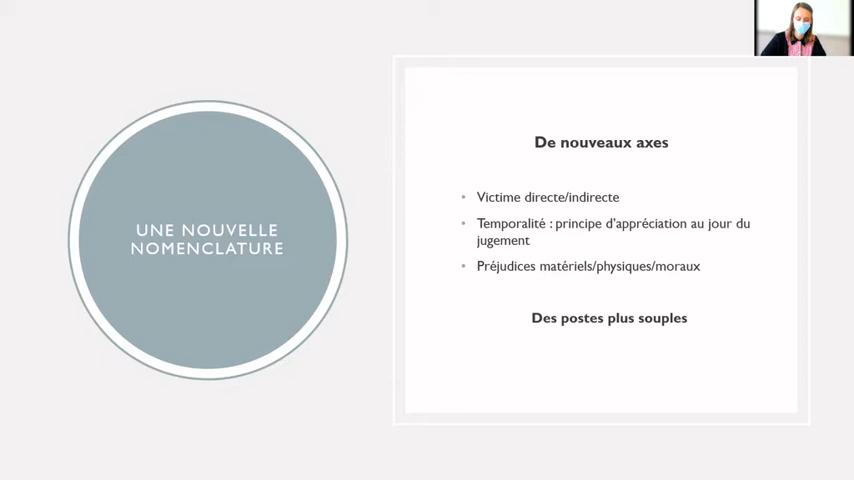 UNE NOUVELLE
NOMENCLATURE
De nouveaux axes
• Victime directe/indirecte
• Temporalité : principe d'appréciation au jour du
jugement
• Préjudices matériels/physiques/moraux
Des postes plus souples